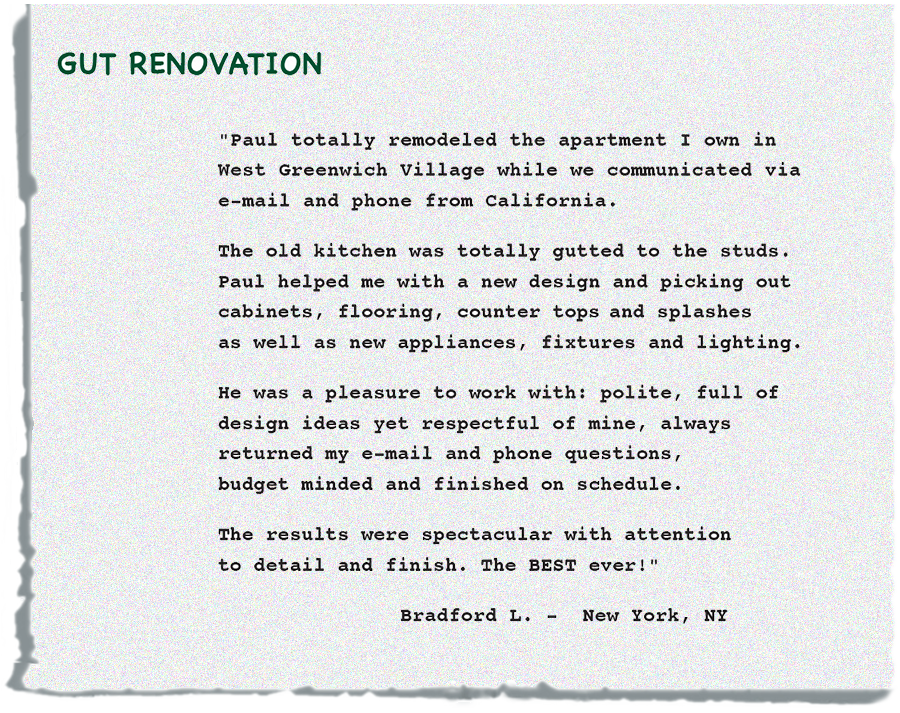 GUT RENOVATION
"Paul totally remodeled the apartment I own in
West Greenwich Village while we communicated via
e-mail and phone from California.
The old kitchen was totally gutted to the studs.
Paul helped me with a new design and picking out
cabinets, flooring, counter tops and splashes
as well as new appliances, fixtures and lighting.
He was a pleasure to work with: polite, full of
design ideas yet respectful of mine, always
returned my e-mail and phone questions,
budget minded and finished on schedule.
The results were spectacular with attention
to detail and finish. The BEST ever!"
Bradford L. - New York, NY